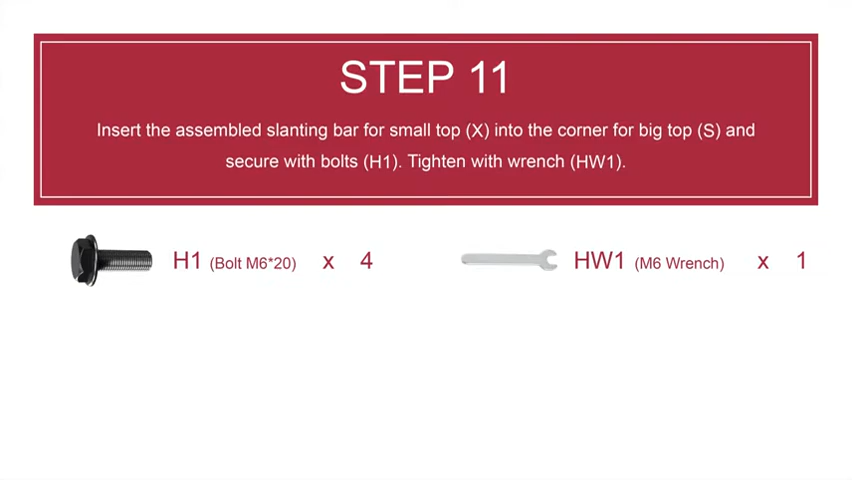 STEP 11
Insert the assembled slanting bar for small top (X) into the corner for big top (S) and
secure with bolts (H1). Tighten with wrench (HW1).
H1 (Bolt M6*20) x 4
HW1 (M6 Wrench) x 1